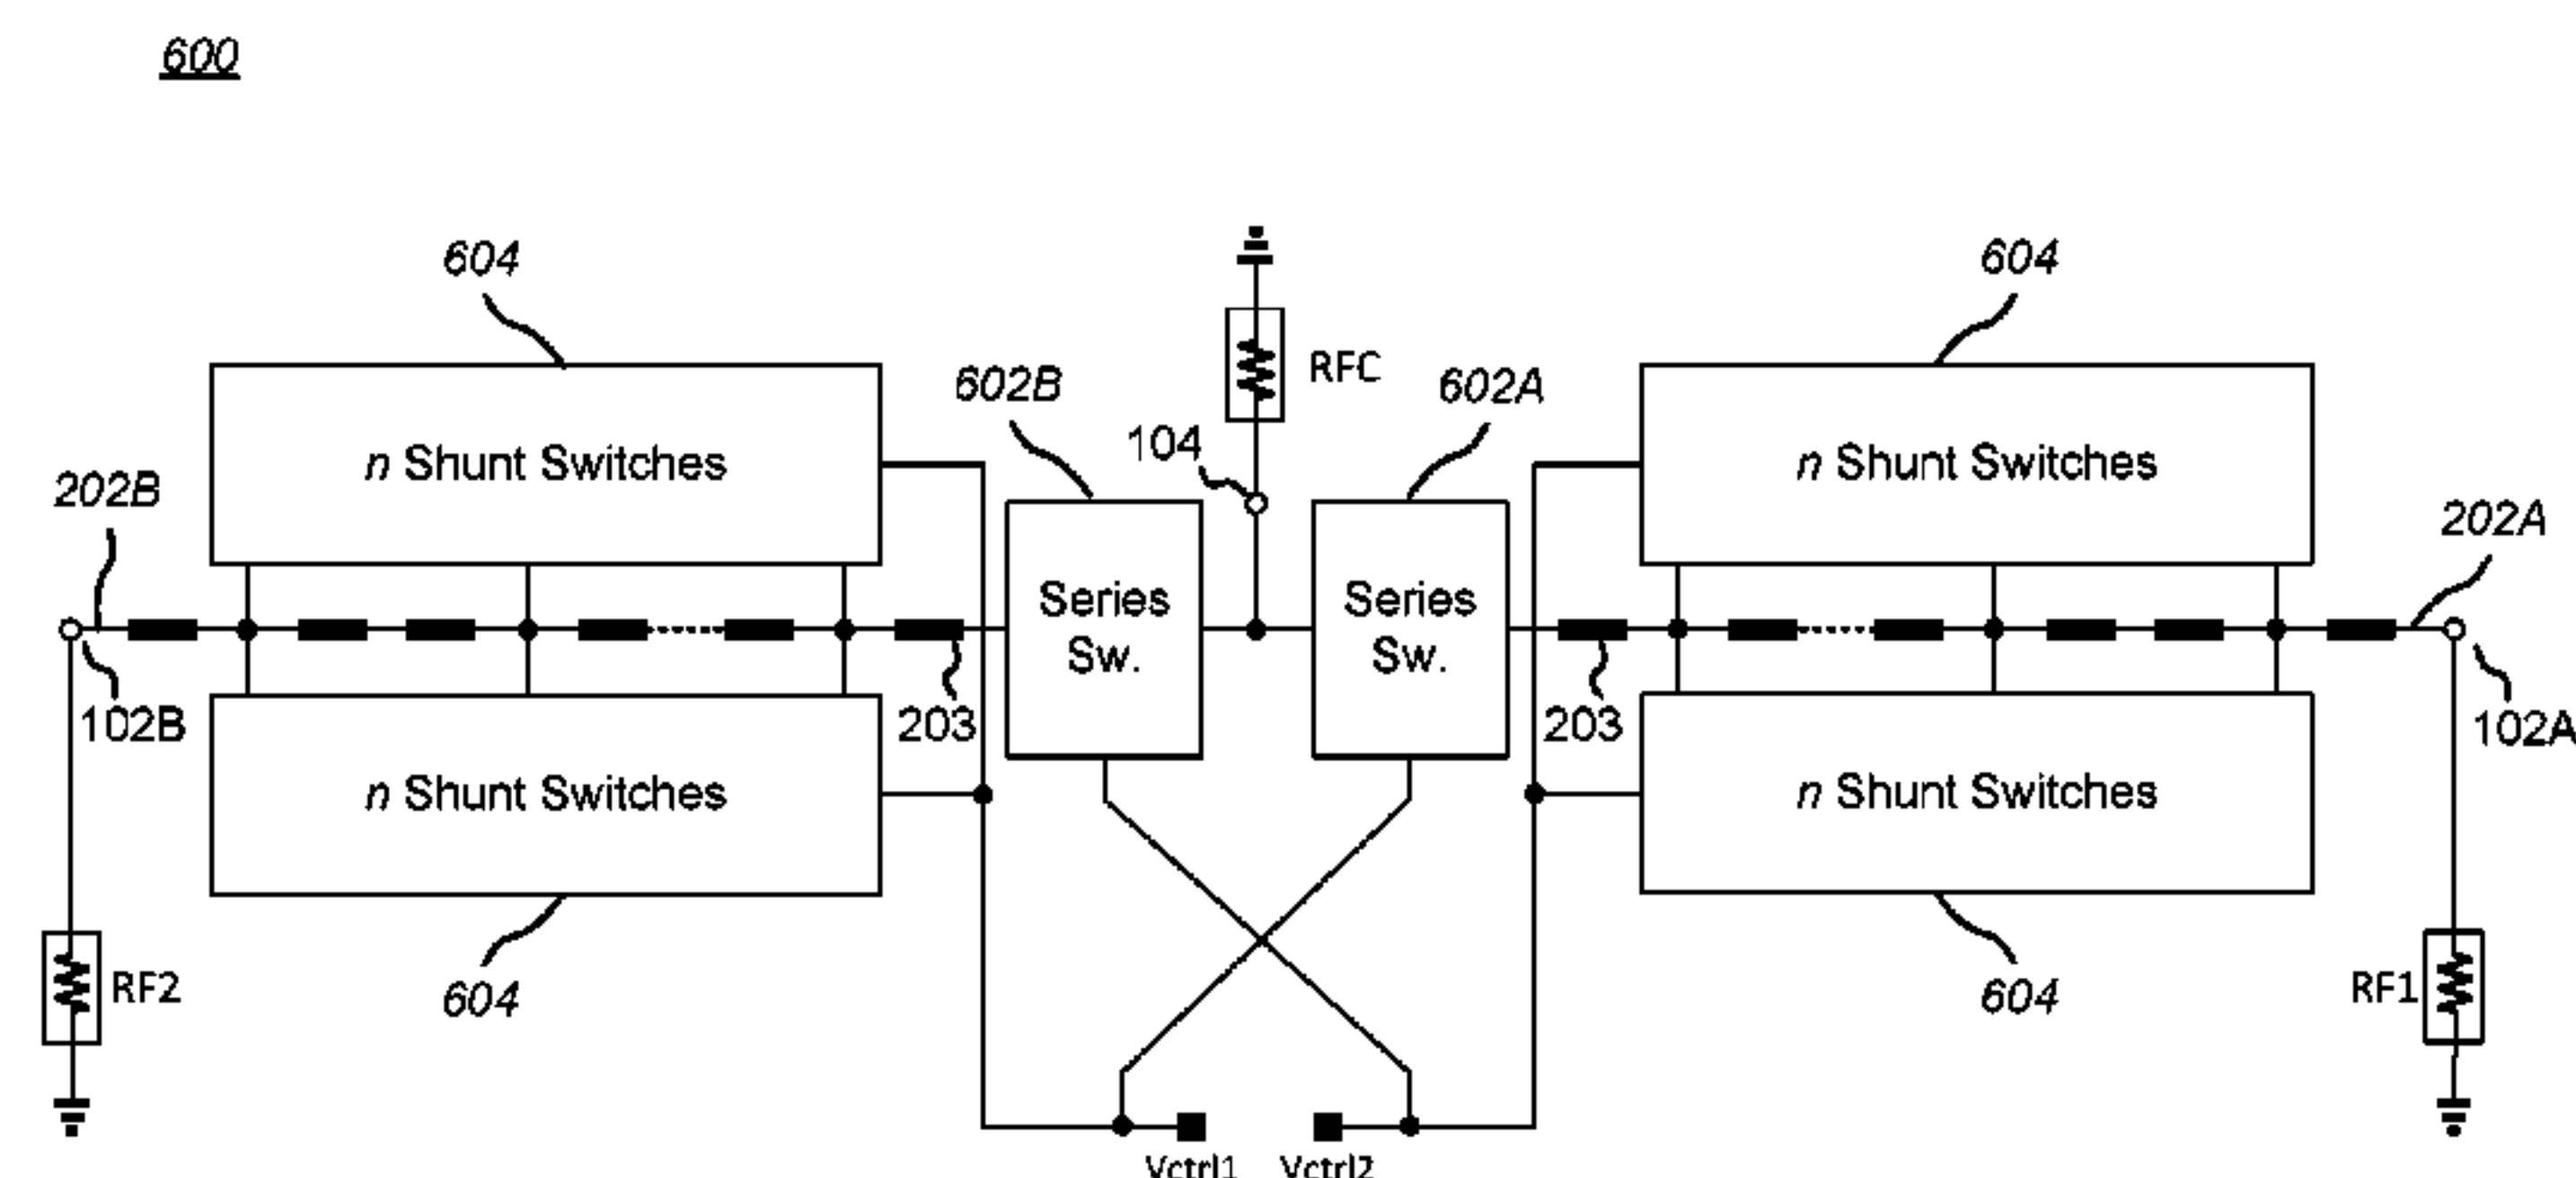 600
604
604
602B
RFC
602A
104
n Shunt Switches
n Shunt Switches
202B
202A
Series
Sw.
Series
Sw.
102B
203
203
102A
n Shunt Switches
n Shunt Switches
RF2
604
604
RF1
Vctrl1
Vctrl2